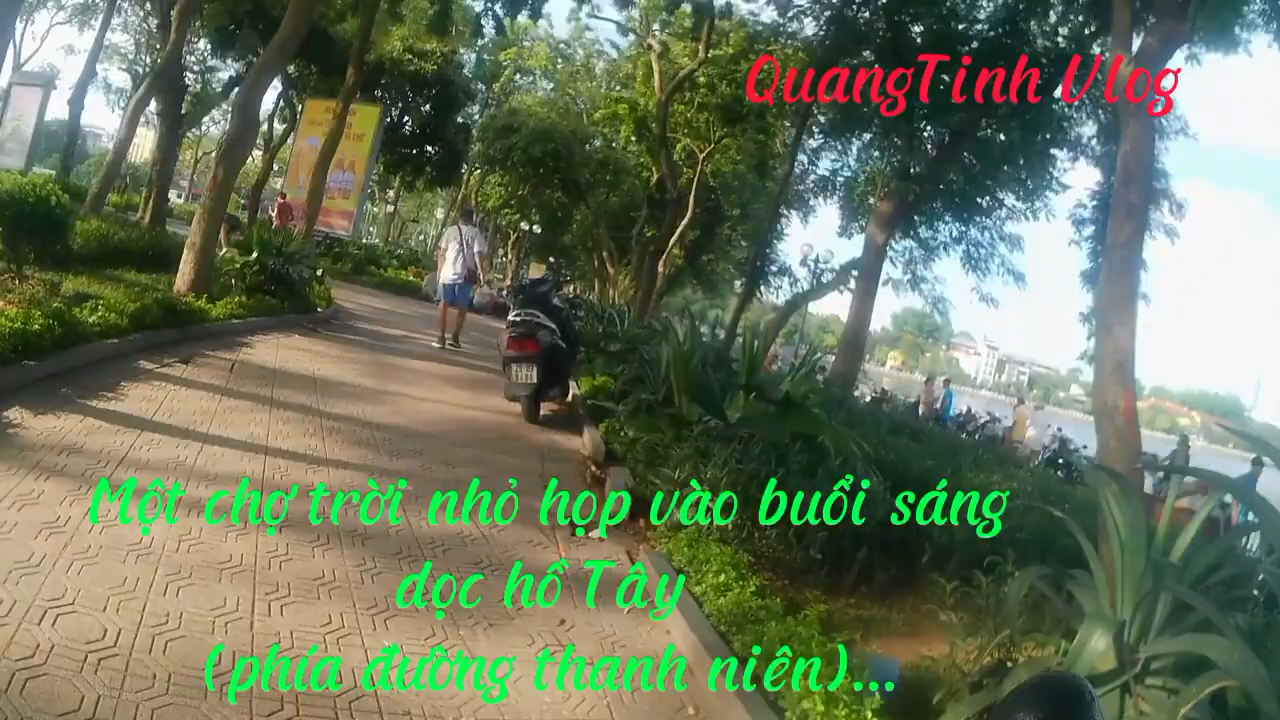 QuangTinh Vlog
Một chợ trời nhỏ họp vào buổi sáng
dọc hồ Tây
(phía đường thanh niên)...